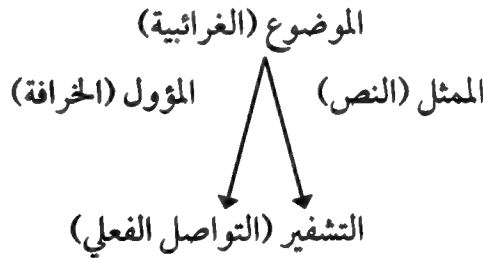 الموضوع (الغرائبية)
الممثل (النص)
المؤول (الخرافة)
التشفير (التواصل الفعلي)